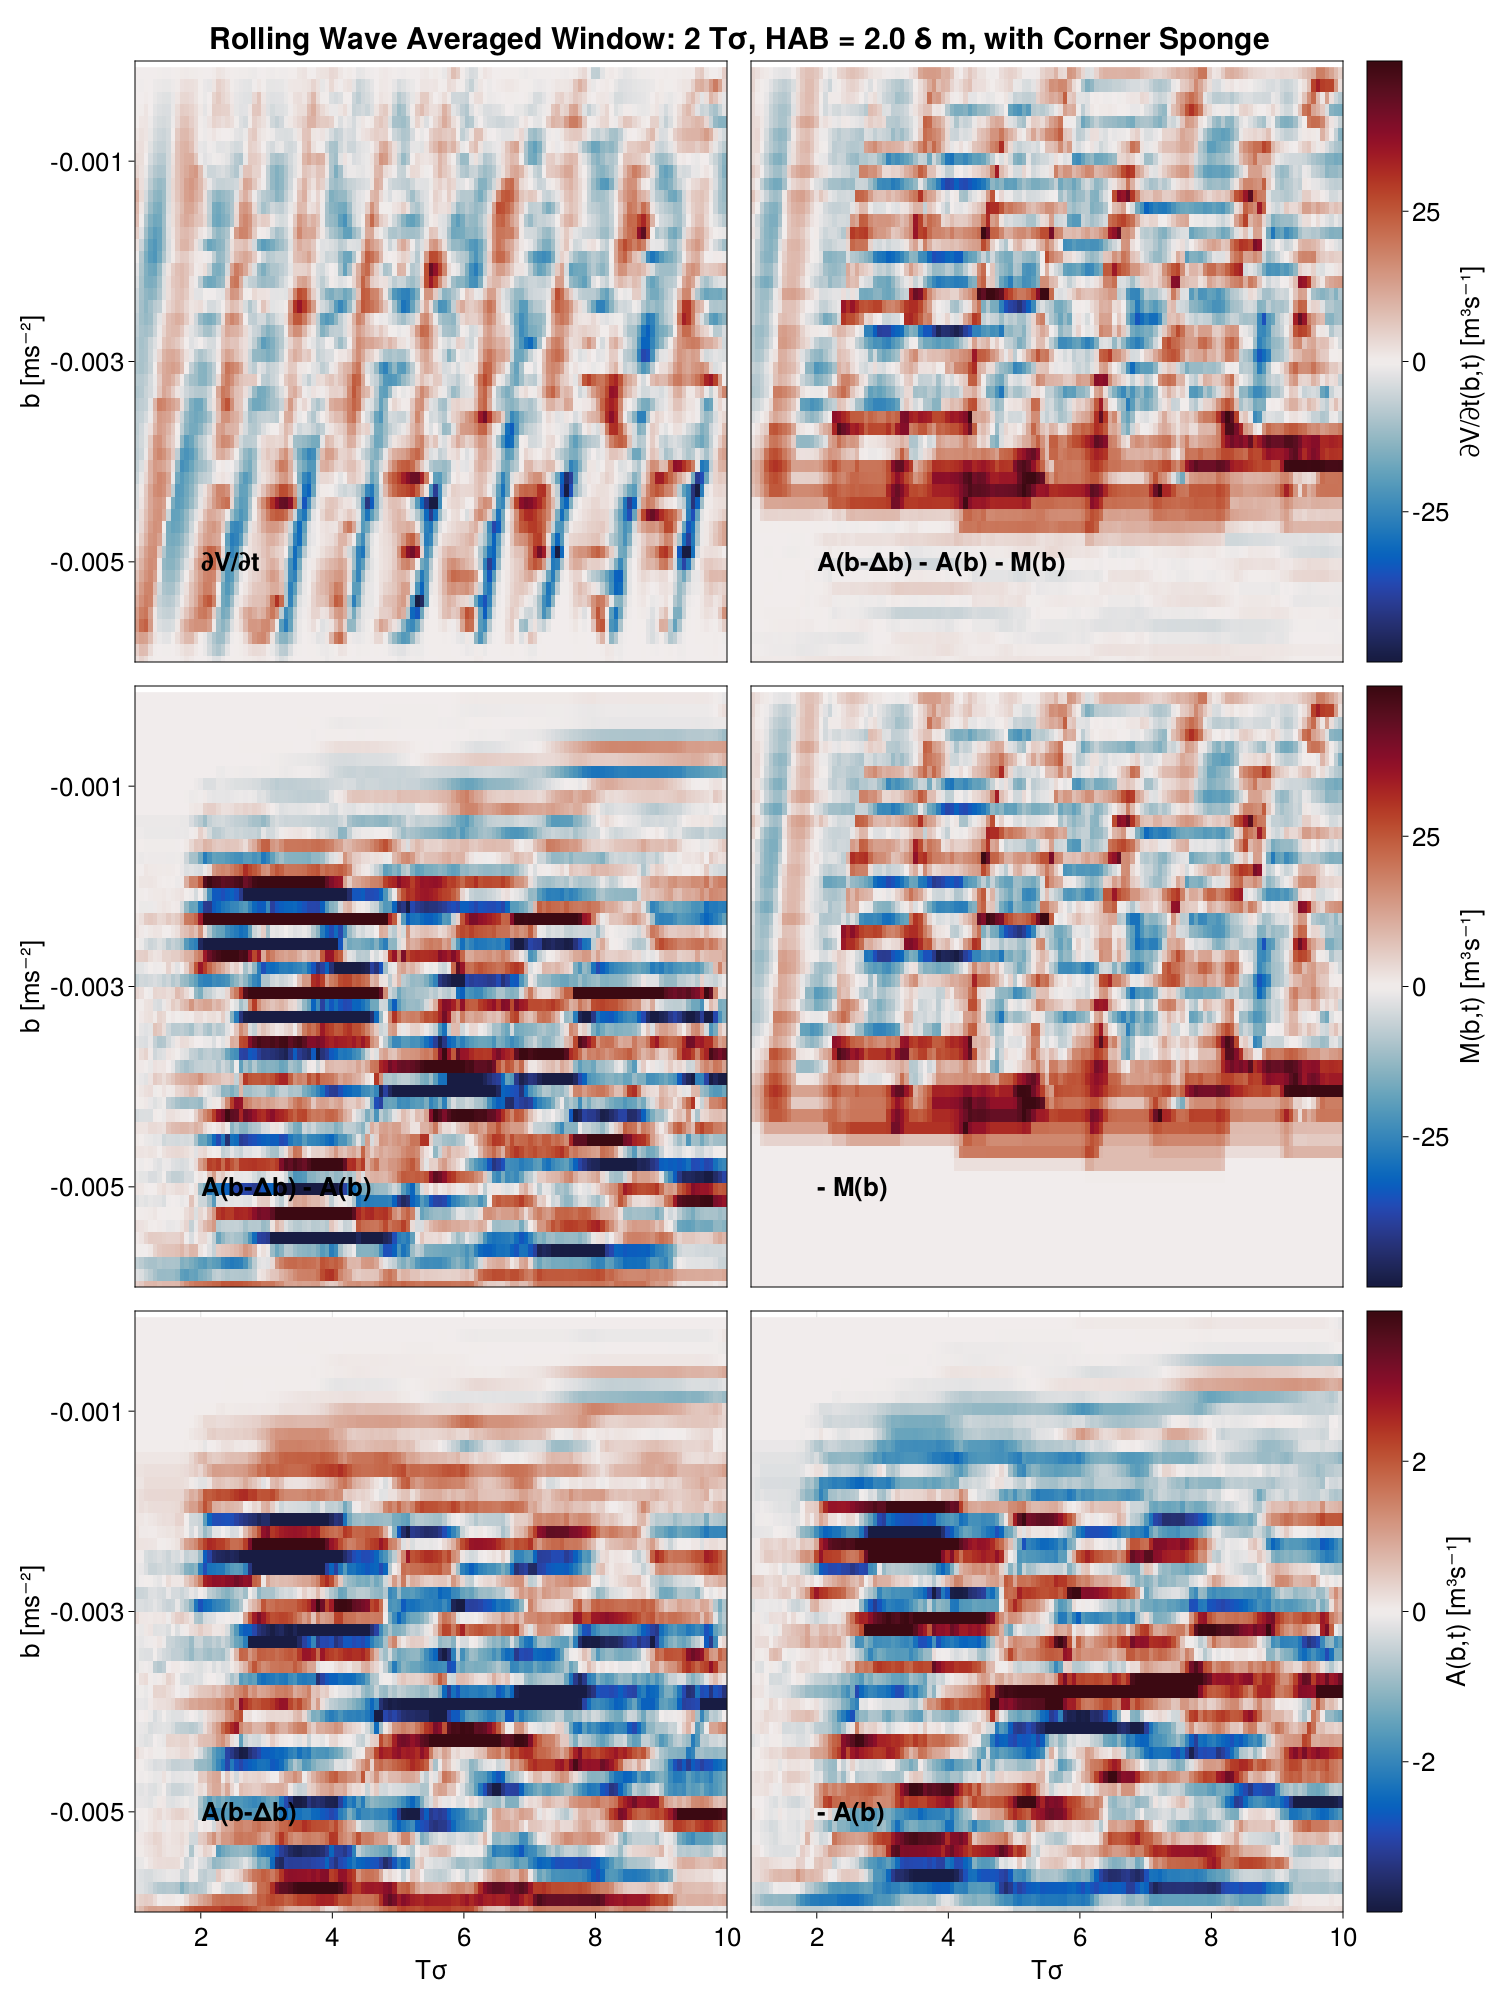 Rolling Wave Averaged Window: 2 Tσ, HAB = 2.0 δ m, with Corner Sponge
b [ms⁻²]
-0.001
-0.003
-0.005
∂V/∂t
A(b-Δb) - A(b) - M(b)
25
0
-25
∂V/∂t(b,t) [m³s⁻¹]
b [ms⁻²]
-0.001
-0.003
-0.005
A(b-Δb) - A(b)
- M(b)
25
0
-25
M(b,t) [m³s⁻¹]
b [ms⁻²]
-0.001
-0.003
-0.005
A(b-Δb)
- A(b)
2
0
-2
A(b,t) [m³s⁻¹]
2 4 6 8 10
2 4 6 8 10
Tσ
Tσ